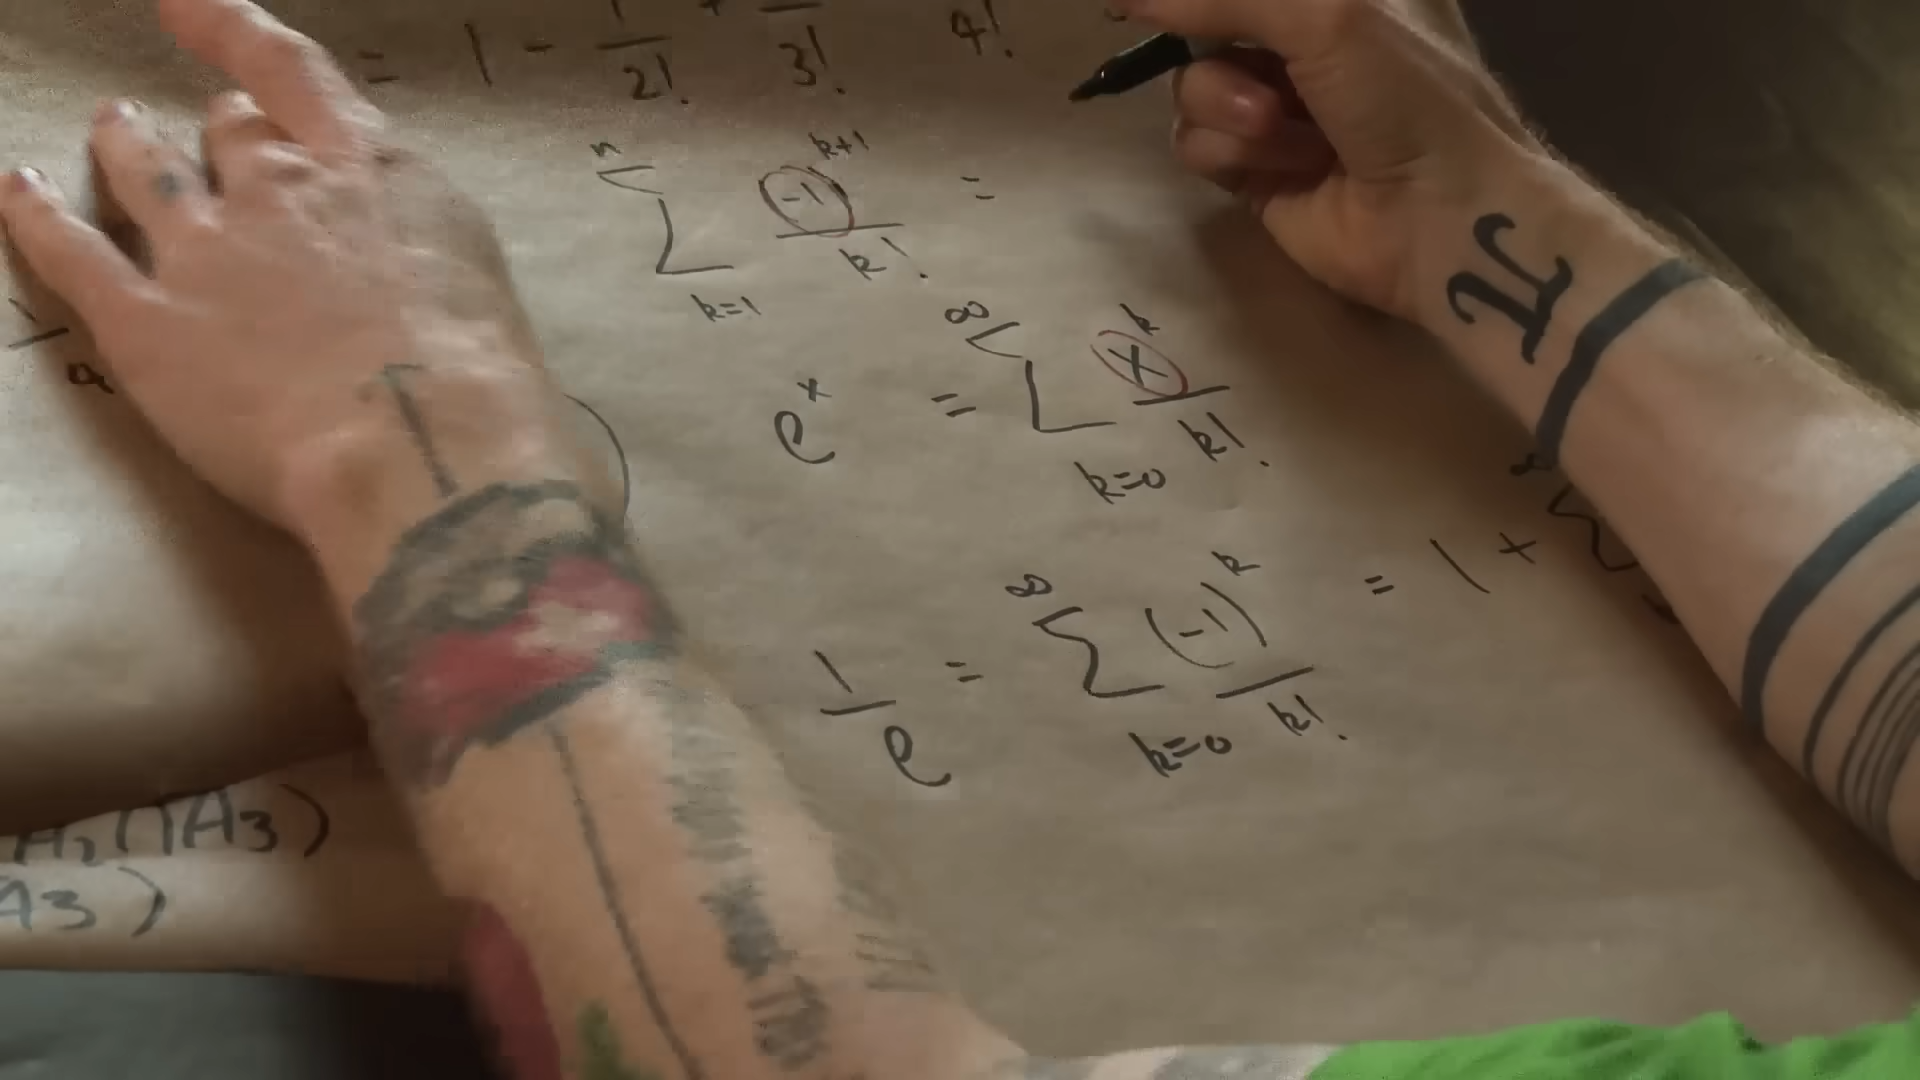 = 1 - 1/2! + 1/3! 4!
n ∑ k=1 (-1)^k+1 / k! =
e^x = ∞ ∑ k=0 x^k / k!
1/e = ∞ ∑ k=0 (-1)^k / k! = 1 + ∞ ∑
A2∩A3)
A3)
π